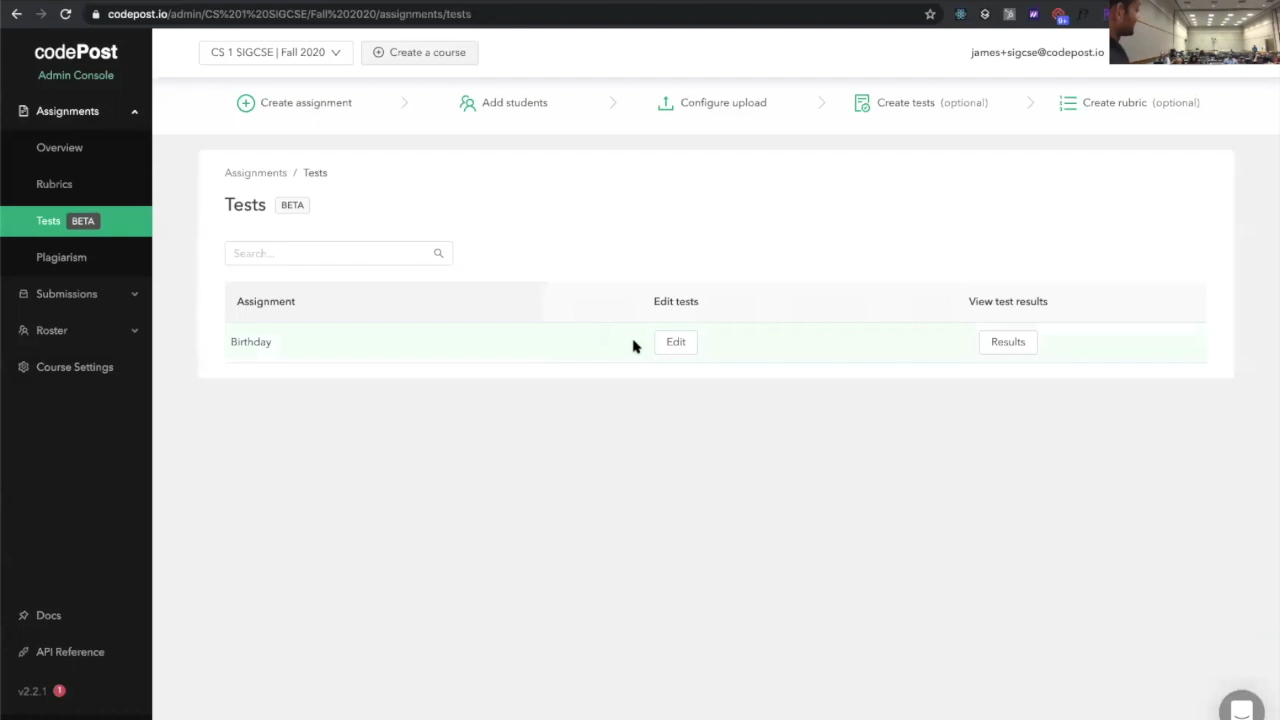 codepost.io/admin/CS%201%20SIGCSE/Fall%202020/assignments/tests
9+
codePost
Admin Console
CS 1 SIGCSE | Fall 2020
Create a course
james+sigcse@codepost.io
Create assignment
Add students
Configure upload
Create tests (optional)
Create rubric (optional)
Assignments
Overview
Rubrics
Tests BETA
Plagiarism
Submissions
Roster
Course Settings
Docs
API Reference
v2.2.1 1
Assignments / Tests
Tests BETA
Search...
Assignment Edit tests View test results
Birthday Edit Results